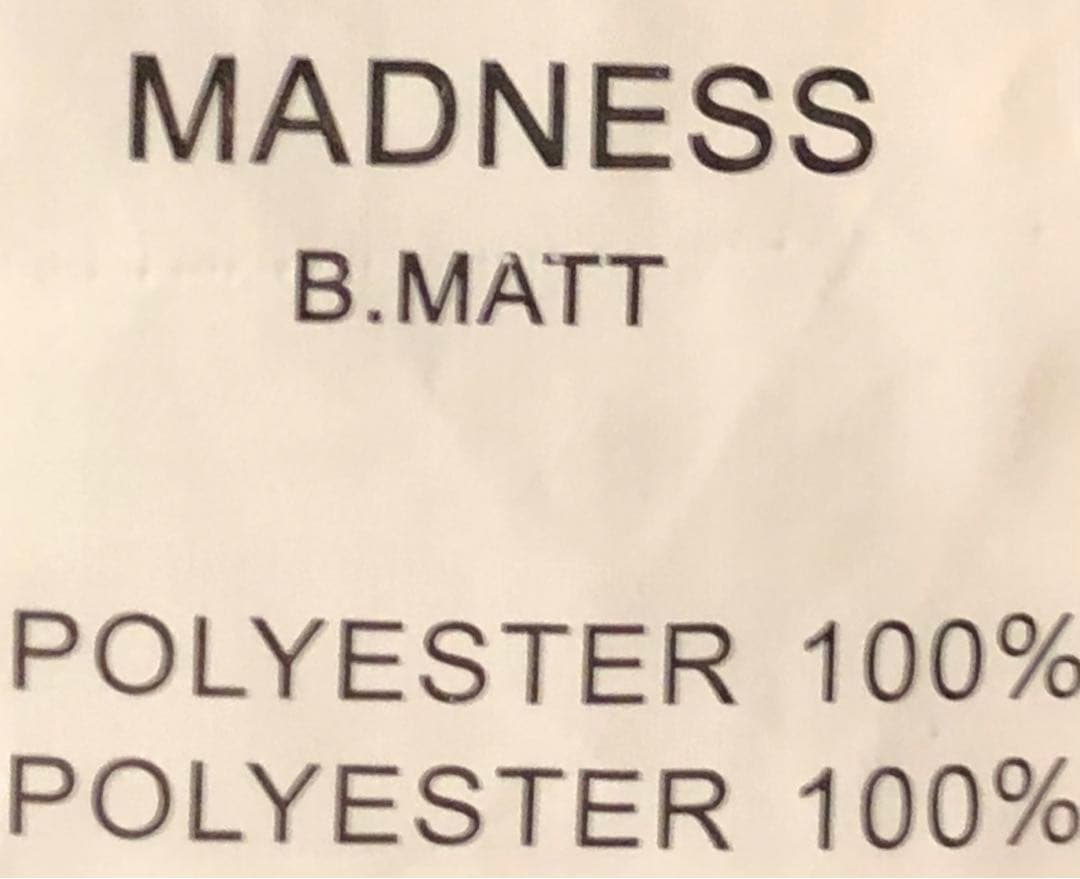 MADNESS
B.MATT
POLYESTER 100%
POLYESTER 100%